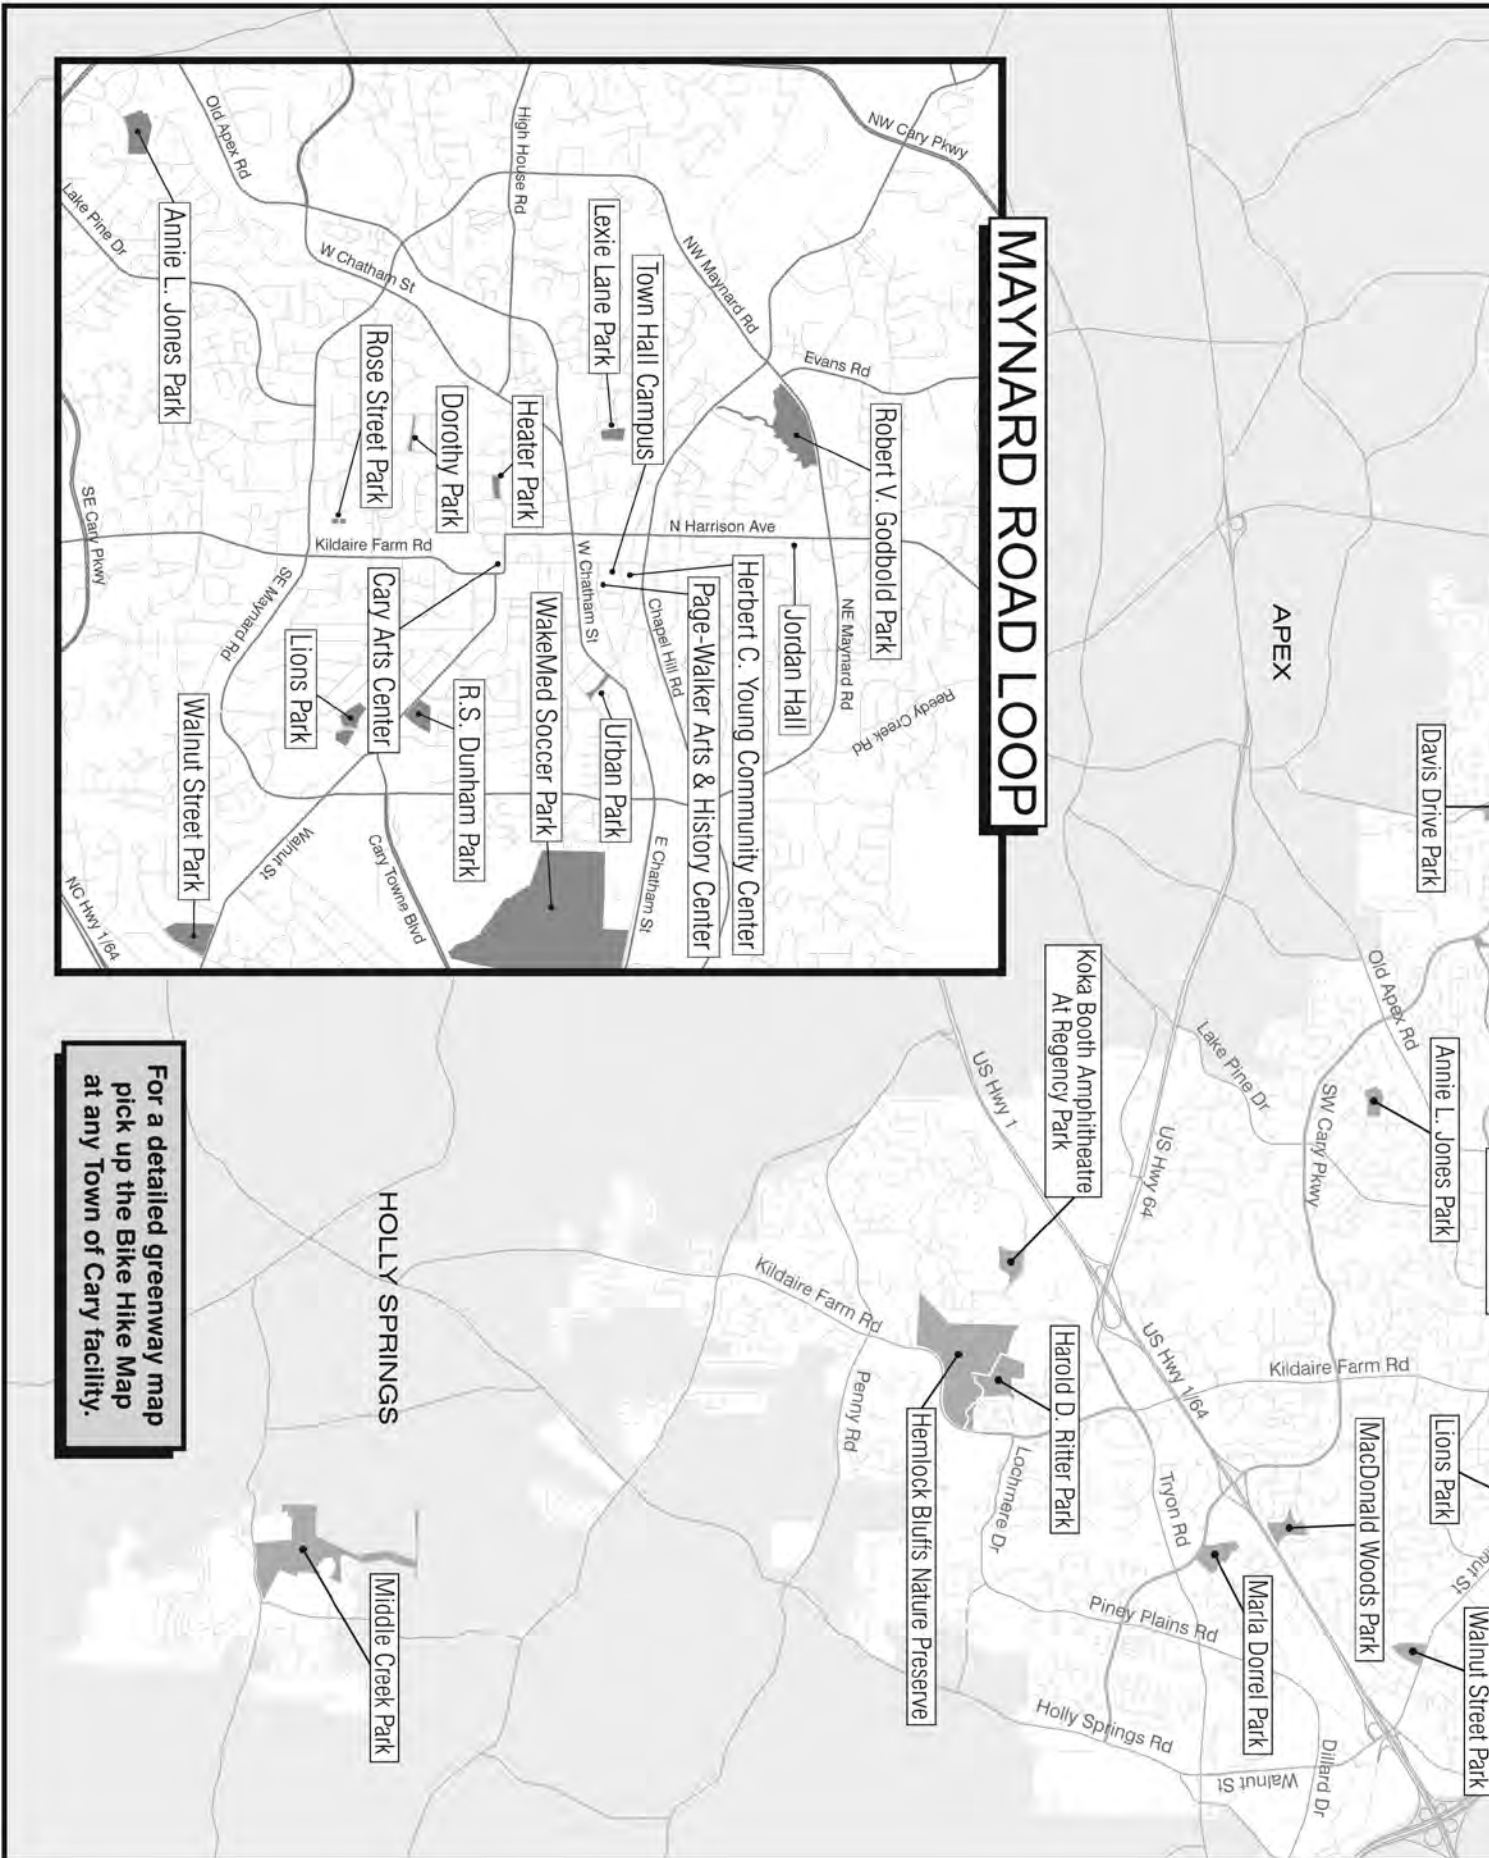 MAYNARD ROAD LOOP
NW Cary Pkwy
Evans Rd
Robert V. Godbold Park
NE Maynard Rd
Reedy Creek Rd
Jordan Hall
N Harrison Ave
Herbert C. Young Community Center
NW Maynard Rd
Town Hall Campus
Page-Walker Arts & History Center
Chapel Hill Rd
Lexie Lane Park
W Chatham St
Urban Park
E Chatham St
High House Rd
Heater Park
WakeMed Soccer Park
Dorothy Park
R.S. Dunham Park
Cary Towne Blvd
Rose Street Park
Kildaire Farm Rd
Cary Arts Center
W Chatham St
Lions Park
SE Maynard Rd
Walnut St
Old Apex Rd
Annie L. Jones Park
Walnut Street Park
Lake Pine Dr
SE Cary Pkwy
NC Hwy 1/64
APEX
Davis Drive Park
Old Apex Rd
Annie L. Jones Park
SW Cary Pkwy
Lake Pine Dr
Lions Park
Walnut Street Park
MacDonald Woods Park
Kildaire Farm Rd
Marla Dorrel Park
Dillard Dr
Walnut St
US Hwy 64
US Hwy 1/64
Tryon Rd
Piney Plains Rd
Holly Springs Rd
Koka Booth Amphitheatre
At Regency Park
US Hwy 1
Harold D. Ritter Park
Lochmere Dr
Hemlock Bluffs Nature Preserve
Kildaire Farm Rd
Penny Rd
HOLLY SPRINGS
Middle Creek Park
For a detailed greenway map
pick up the Bike Hike Map
at any Town of Cary facility.